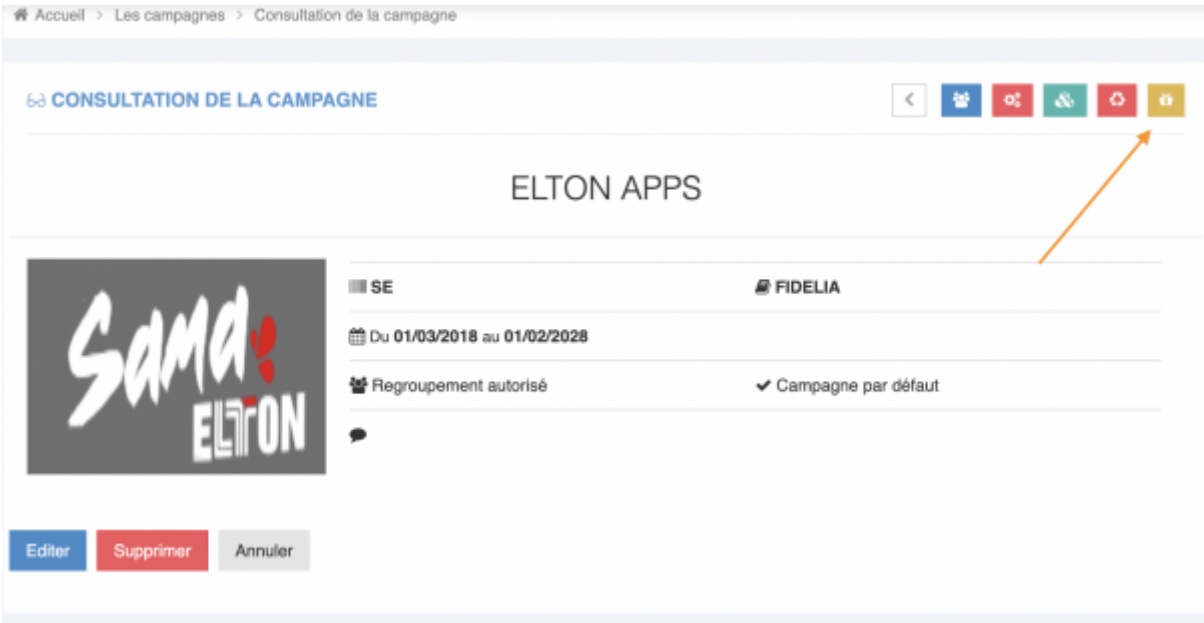 Accueil > Les campagnes > Consultation de la campagne
CONSULTATION DE LA CAMPAGNE
ELTON APPS
Sama
ELTON
SE
FIDELIA
Du 01/03/2018 au 01/02/2028
Regroupement autorisé
Campagne par défaut
Editer
Supprimer
Annuler